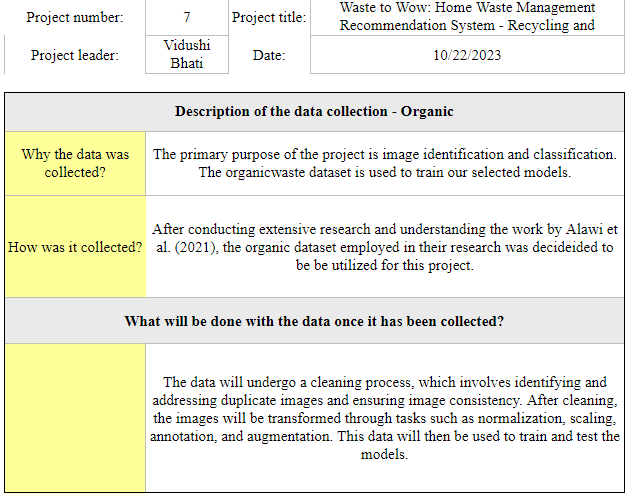 Project number: 7 Project title: Waste to Wow: Home Waste Management
Recommendation System - Recycling and
Project leader: Vidushi Bhati Date: 10/22/2023
Description of the data collection - Organic
Why the data was
collected?
The primary purpose of the project is image identification and classification.
The organicwaste dataset is used to train our selected models.
How was it collected?
After conducting extensive research and understanding the work by Alawi et
al. (2021), the organic dataset employed in their research was decideided to
be be utilized for this project.
What will be done with the data once it has been collected?
The data will undergo a cleaning process, which involves identifying and
addressing duplicate images and ensuring image consistency. After cleaning,
the images will be transformed through tasks such as normalization, scaling,
annotation, and augmentation. This data will then be used to train and test the
models.